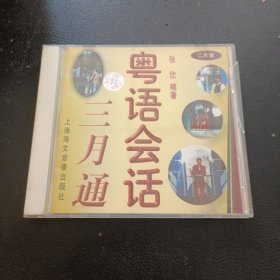 二片装
张欣编著
粤语会话
三月通
上海海文音像出版社